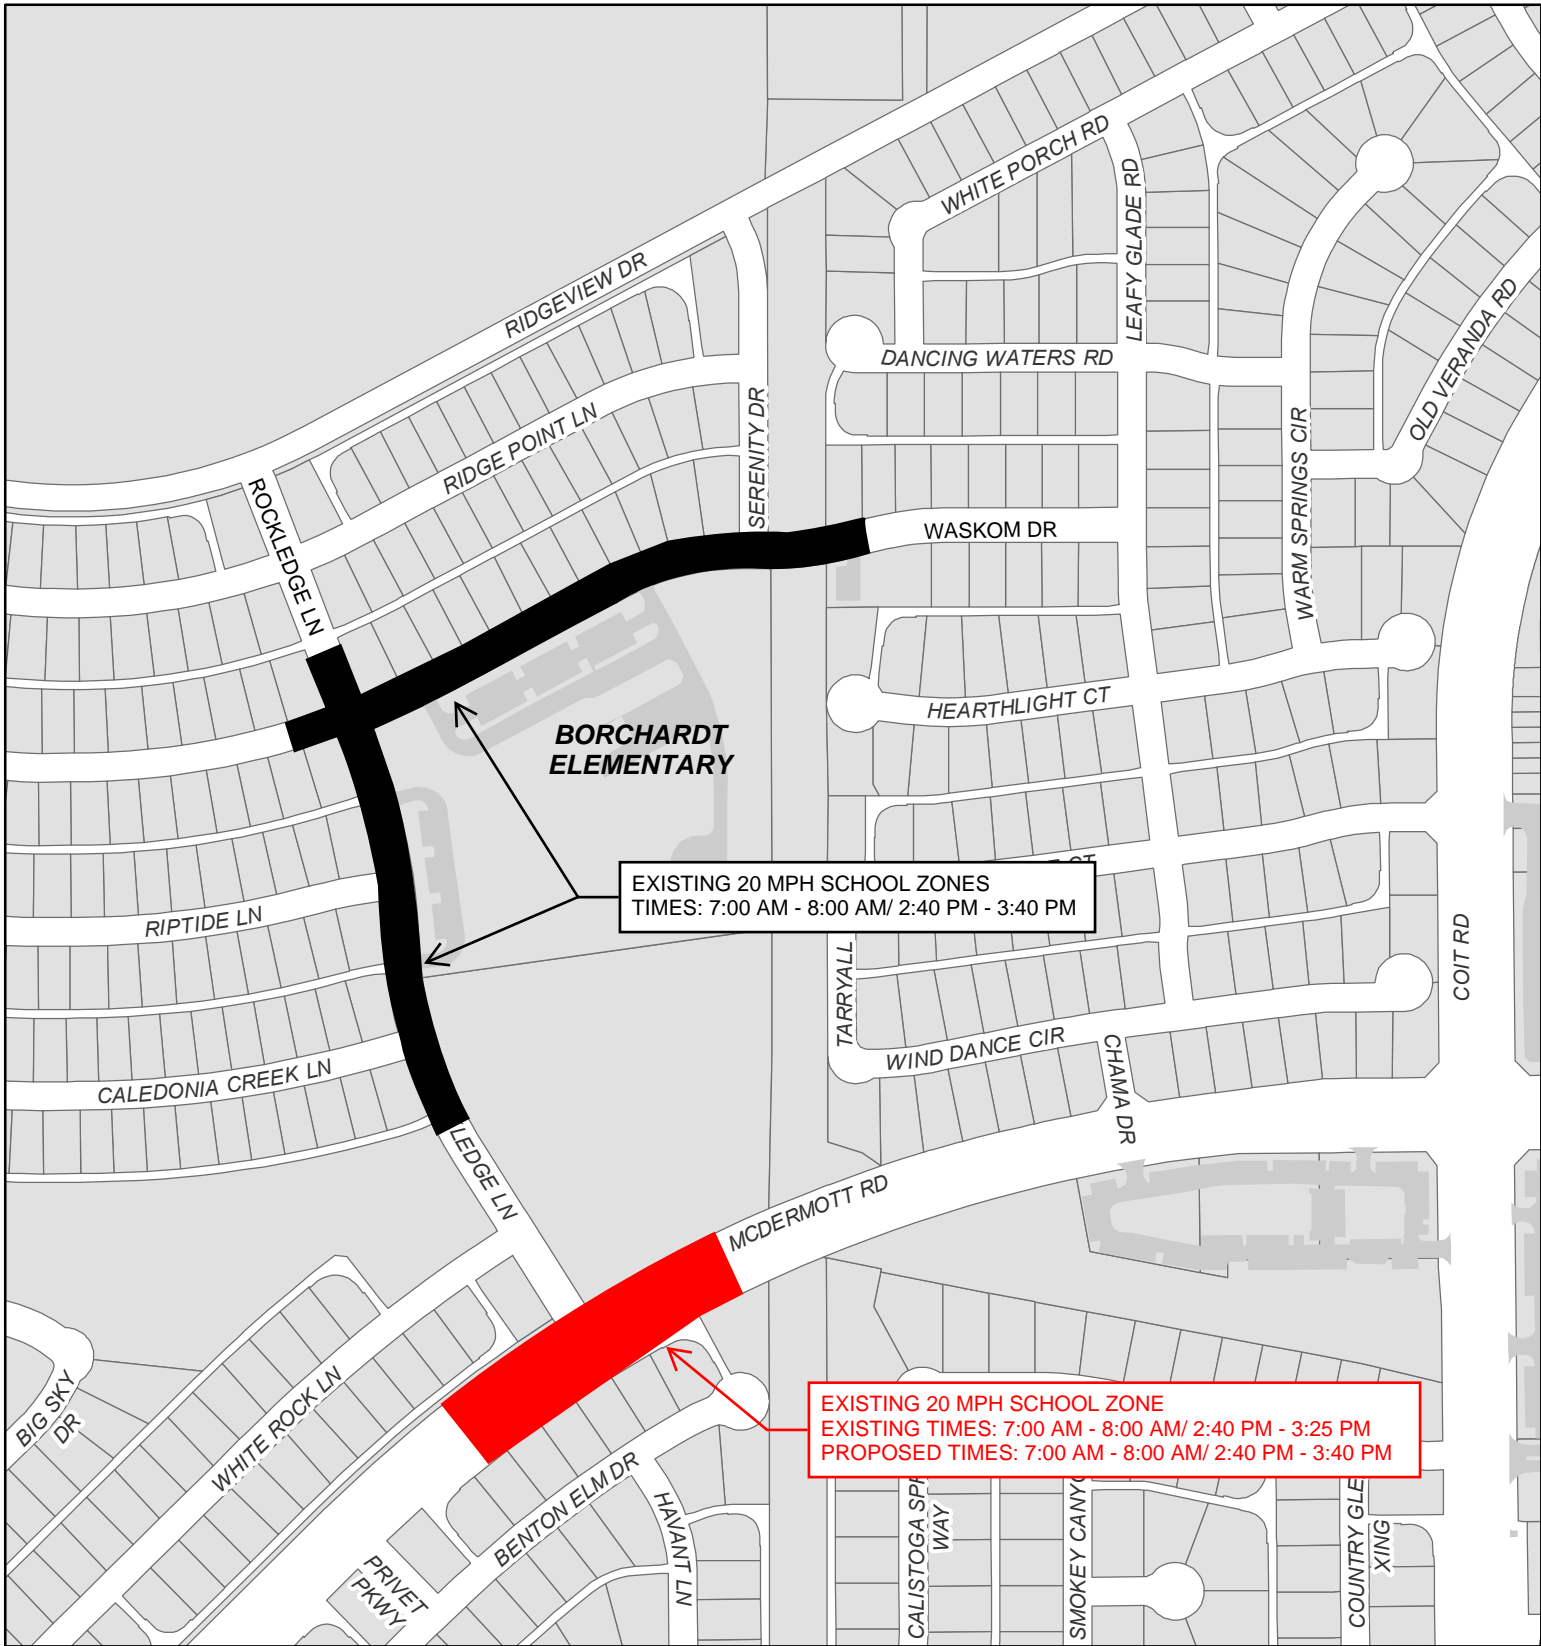 WHITE PORCH RD
LEAFY GLADE RD
RIDGEVIEW DR
OLD VERANDA RD
DANCING WATERS RD
SERENITY DR
RIDGE POINT LN
WARM SPRINGS CIR
ROCKLEDGE LN
WASKOM DR
HEARTHLIGHT CT
BORCHARDT
ELEMENTARY
CT
EXISTING 20 MPH SCHOOL ZONES
TIMES: 7:00 AM - 8:00 AM/ 2:40 PM - 3:40 PM
RIPTIDE LN
COIT RD
TARRYALL
WIND DANCE CIR
CHAMA DR
CALEDONIA CREEK LN
LEDGE LN
MCDERMOTT RD
BIG SKY
DR
WHITE ROCK LN
EXISTING 20 MPH SCHOOL ZONE
EXISTING TIMES: 7:00 AM - 8:00 AM/ 2:40 PM - 3:25 PM
PROPOSED TIMES: 7:00 AM - 8:00 AM/ 2:40 PM - 3:40 PM
BENTON ELM DR
HAVANT LN
PRIVET
PKWY
CALISTOGA
WAY
SMOKEY
COUNTRY
XING